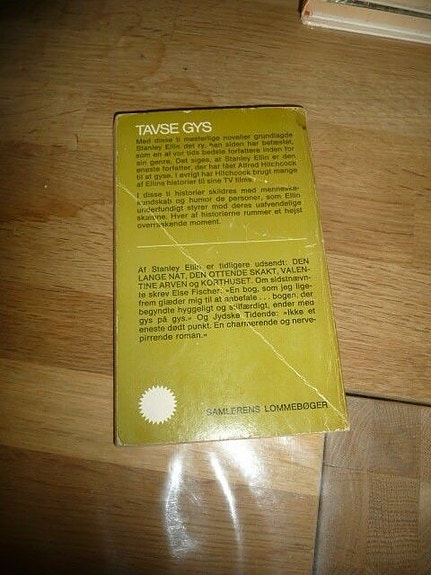 TAVSE GYS
Med disse ti mesterlige noveller grundlagde
Stanley Ellin det ry, han siden har befæstet,
som en af vor tids bedste forfattere inden for
sin genre. Det siges, at Stanley Ellin er den
eneste forfatter, der har fået Alfred Hitchcock
til at gyse. I øvrigt har Hitchcock brugt mange
af Ellins historier til sine TV films.
I disse ti historier skildres med menneske-
kundskab og humor de personer, som Ellin
underfundigt styrer mod deres uafvendelige
skæbne. Hver af historierne rummer et højst
overraskende moment.
Af Stanley Ellin er tidligere udsendt: DEN
LANGE NAT, DEN OTTENDE SKAKT, VALEN-
TINE ARVEN og KORTHUSET. Om sidstnævn-
te skrev Else Fischer: »En bog, som jeg lige-
frem glæder mig til at anbefale . . . bogen, der
begyndte hyggeligt og stilfærdigt, ender med
gys på gys.« Og Jydske Tidende: »Ikke et
eneste dødt punkt. En charmerende og nerve-
pirrende roman.«
SAMLERENS LOMMEBØGER